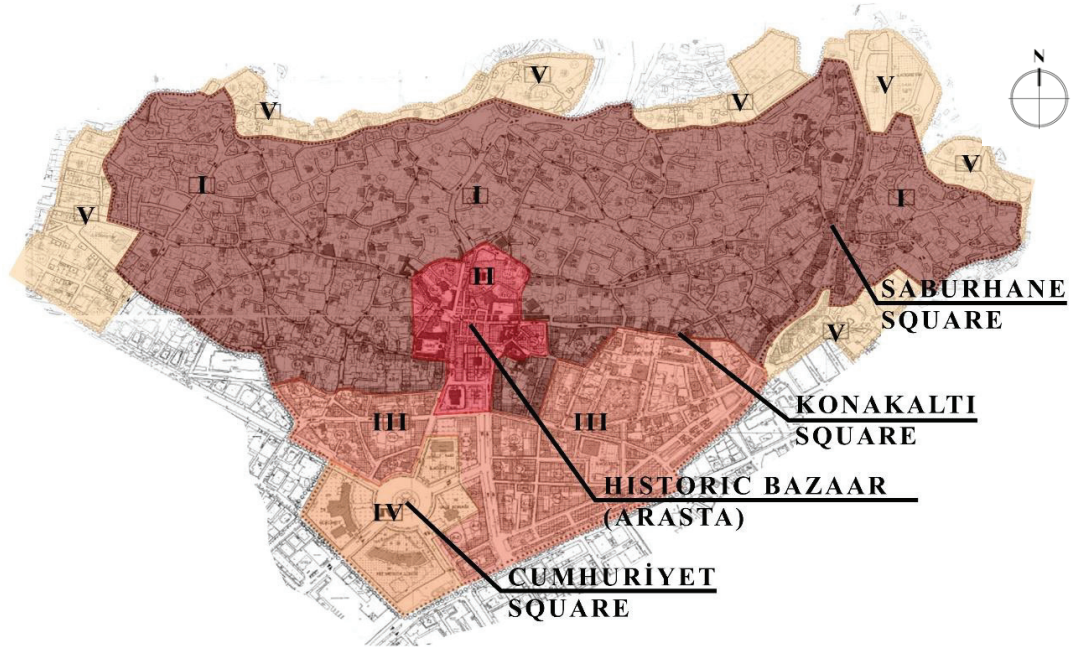 N
V
V
V
V
V
V
V
I
I
I
II
SABURHANE
SQUARE
KONAKALTI
SQUARE
III
III
HISTORIC BAZAAR
(ARASTA)
IV
CUMHURİYET
SQUARE